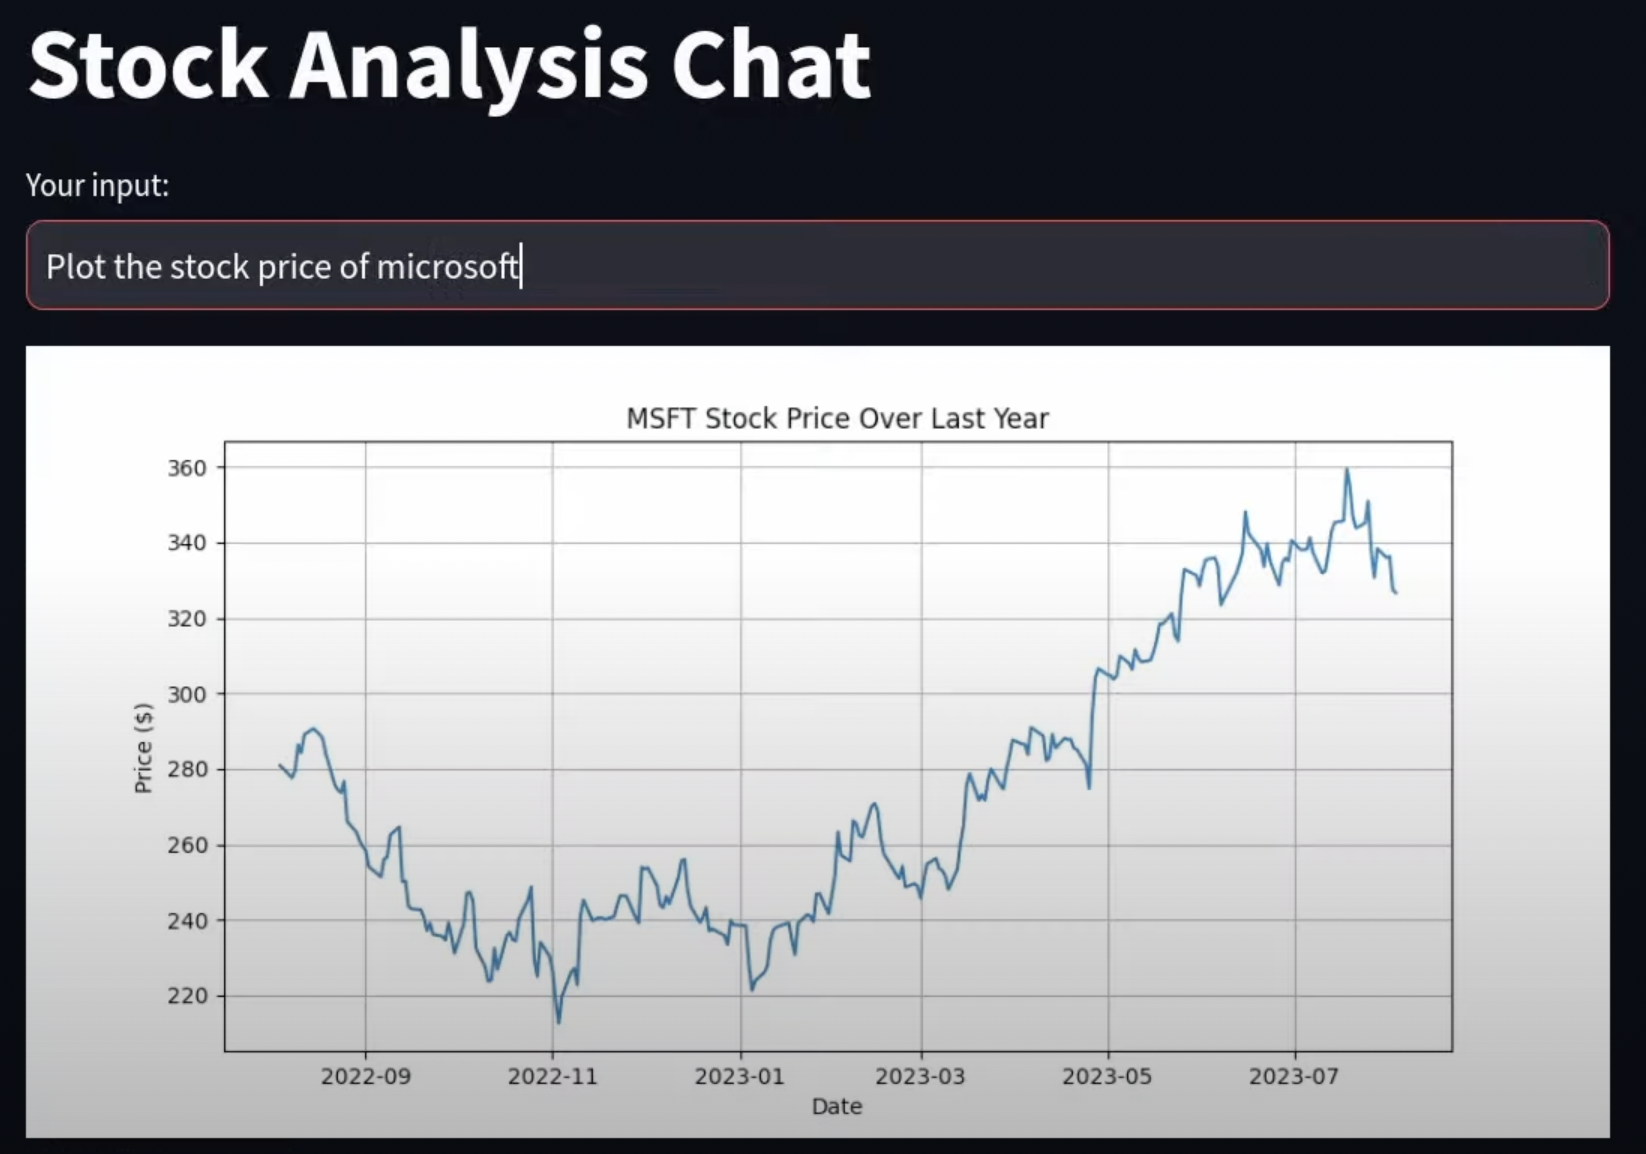 Stock Analysis Chat
Your input:
Plot the stock price of microsoft
MSFT Stock Price Over Last Year
360
340
320
300
280
260
240
220
Price ($)
2022-09 2022-11 2023-01 2023-03 2023-05 2023-07
Date